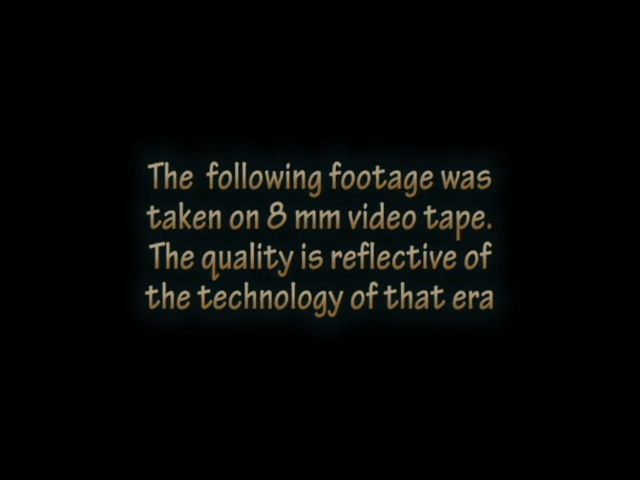 The following footage was
taken on 8 mm video tape.
The quality is reflective of
the technology of that era